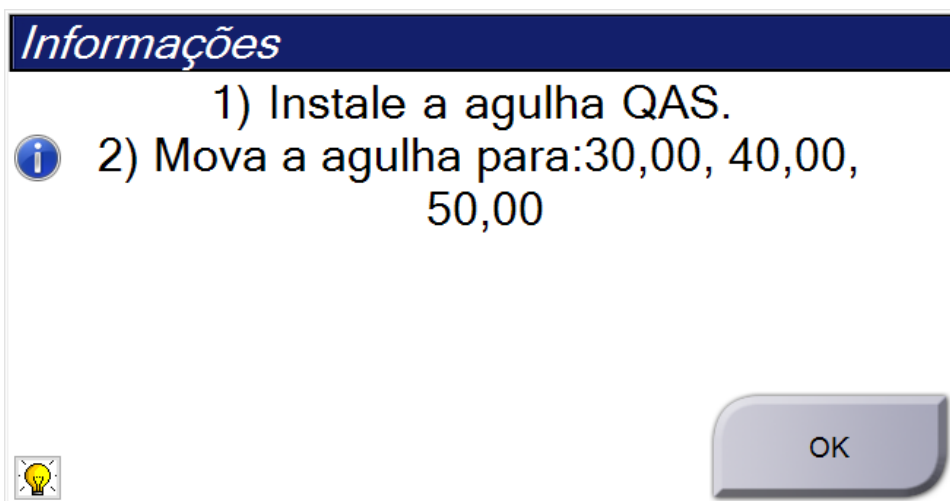 Informações
1) Instale a agulha QAS.
2) Mova a agulha para:30,00, 40,00,
50,00
OK